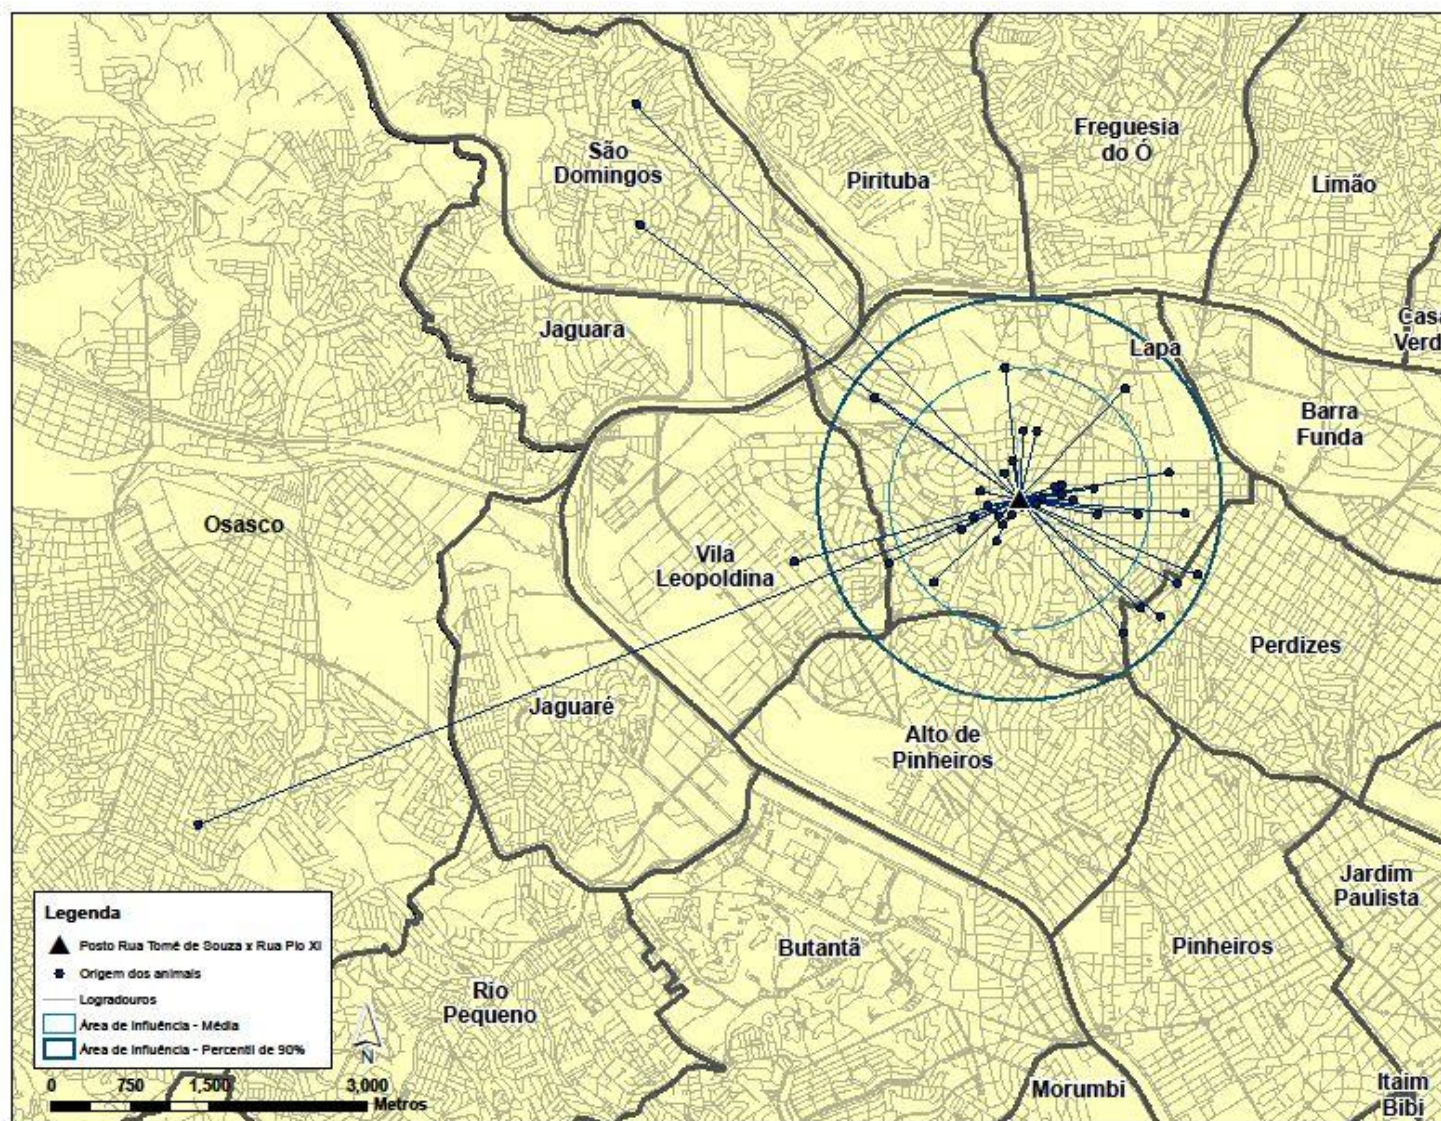 São
Domingos
Pirituba
Freguesia
do Ó
Limão
Jaguara
Lapa
Casa
Verd
Barra
Funda
Osasco
Vila
Leopoldina
Perdizes
Jaguaré
Alto de
Pinheiros
Jardim
Paulista
Butantã
Pinheiros
Rio
Pequeno
Morumbi
Itaim
Bibi
Legenda
Posto Rua Tomé de Souza x Rua Pio XI
Origem dos animais
Logradouros
Área de Influência - Média
Área de Influência - Percentil de 90%
N
0 750 1,500 3,000
Metros